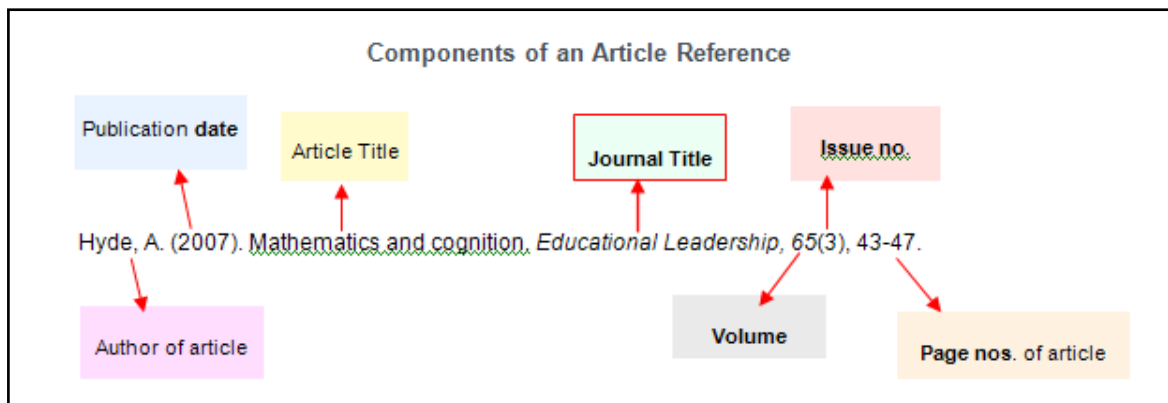 Components of an Article Reference
Publication date
Article Title
Journal Title
Issue no.
Hyde, A. (2007). Mathematics and cognition. Educational Leadership, 65(3), 43-47.
Author of article
Volume
Page nos. of article